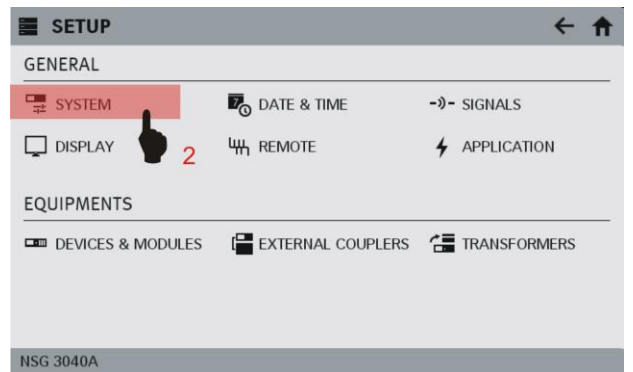 SETUP
GENERAL
SYSTEM DATE & TIME SIGNALS
DISPLAY 2 REMOTE APPLICATION
EQUIPMENTS
DEVICES & MODULES EXTERNAL COUPLERS TRANSFORMERS
NSG 3040A